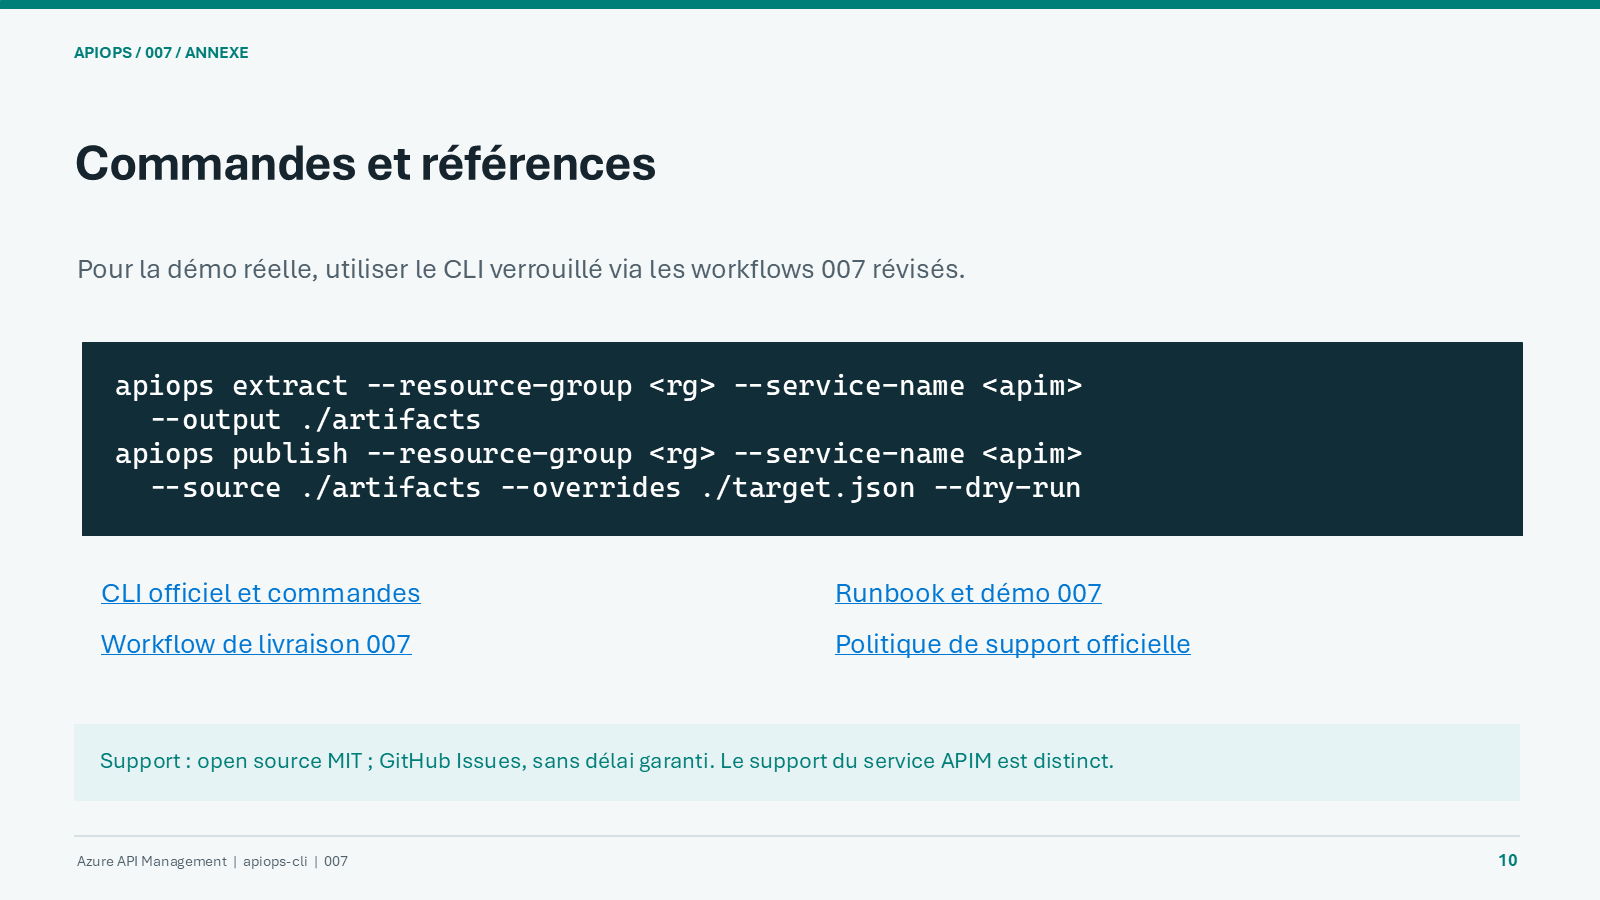 APIOPS / 007 / ANNEXE
Commandes et références
Pour la démo réelle, utiliser le CLI verrouillé via les workflows 007 révisés.
apiops extract --resource-group <rg> --service-name <apim>
  --output ./artifacts
apiops publish --resource-group <rg> --service-name <apim>
  --source ./artifacts --overrides ./target.json --dry-run
CLI officiel et commandes
Runbook et démo 007
Workflow de livraison 007
Politique de support officielle
Support : open source MIT ; GitHub Issues, sans délai garanti. Le support du service APIM est distinct.
Azure API Management | apiops-cli | 007
10